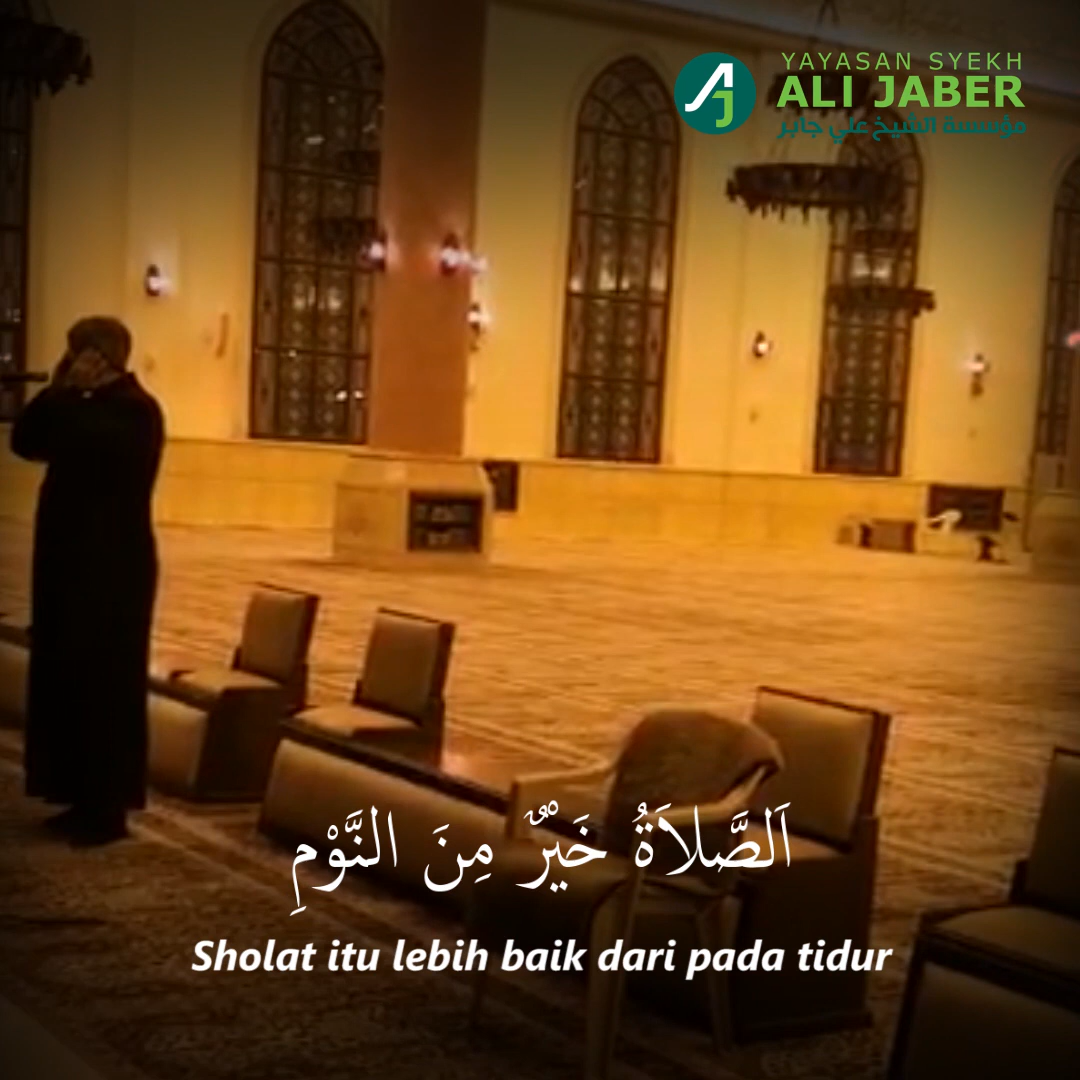 YAYASAN SYEKH
ALI JABER
مؤسسة الشيخ علي جابر
اَلصَّلاَةُ خَيْرٌ مِنَ النَّوْمِ
Sholat itu lebih baik dari pada tidur